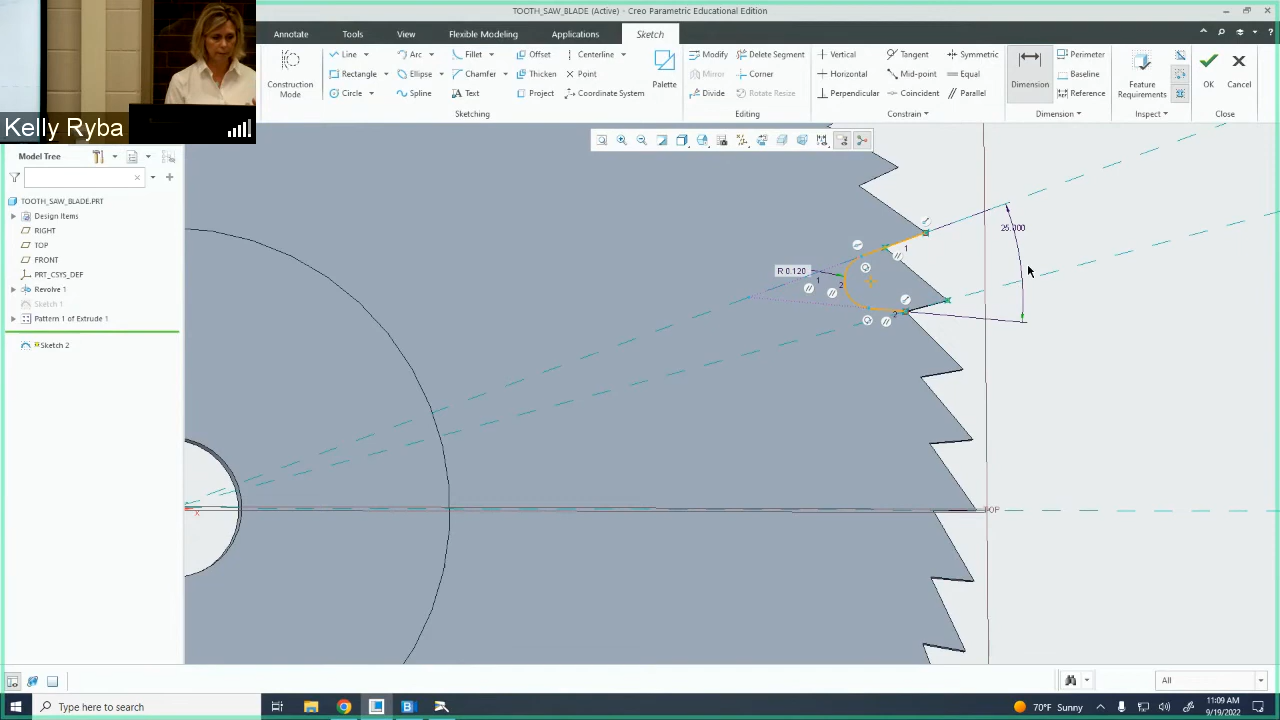 TOOTH_SAW_BLADE (Active) - Creo Parametric Educational Edition
Annotate Tools View Flexible Modeling Applications Sketch
Line Arc Fillet Offset Centerline Modify Delete Segment Vertical Tangent Symmetric Perimeter
Rectangle Ellipse Chamfer Thicken Point Mirror Corner Horizontal Mid-point Equal Baseline
Circle Spline Text Project Coordinate System Divide Rotate Resize Perpendicular Coincident Parallel Reference
Construction Mode Palette Dimension Feature Requirements OK Cancel
Sketching Editing Constrain Dimension Inspect Close
Kelly Ryba
Model Tree
TOOTH_SAW_BLADE.PRT
Design Items
RIGHT
TOP
FRONT
PRT_CSYS_DEF
Revolve 1
Sketch 1
Pattern 1 of Extrude 1
Sketch 2
25.000
R 0.120
1
1
2
2
X
TOP
All
Type here to search
70°F Sunny
11:09 AM
9/19/2022